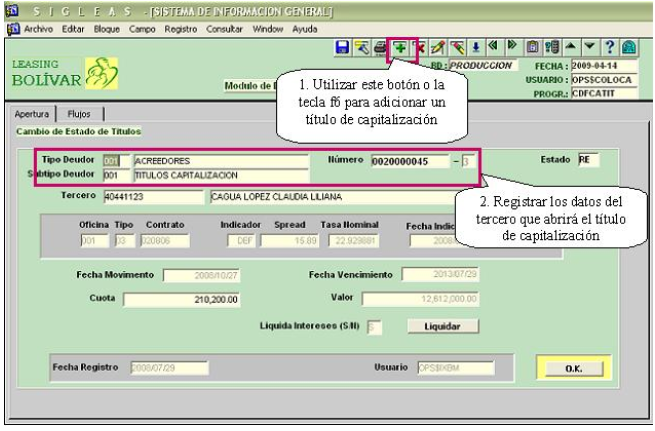 S I G L E A S - [SISTEMA DE INFORMACION GENERAL]
Archivo Editar Bloque Campo Registro Consultar Window Ayuda
LEASING
BOLÍVAR
Modulo de
BD : PRODUCCION
FECHA : 2009-04-14
USUARIO : OPS$COLOCA
PROGR.: CDFCATIT
1. Utilizar este botón o la
tecla f6 para adicionar un
título de capitalización
Apertura Flujos
Cambio de Estado de Títulos
Tipo Deudor 001 ACREEDORES Número 0020000045 - 3 Estado RE
Subtipo Deudor 001 TITULOS CAPITALIZACION
Tercero 40441123 CAGUA LOPEZ CLAUDIA LILIANA
2. Registrar los datos del
tercero que abrirá el título
de capitalización
Oficina Tipo Contrato Indicador Spread Tasa Nominal Fecha Indic
001 03 020806 DEF 15.89 22.929881 2008/
Fecha Movimento 2008/10/27 Fecha Vencimiento 2013/07/29
Cuota 210,200.00 Valor 12,612,000.00
Liquida Intereses (S/N) S Liquidar
Fecha Registro 2008/07/29 Usuario OPS$IXBM O.K.